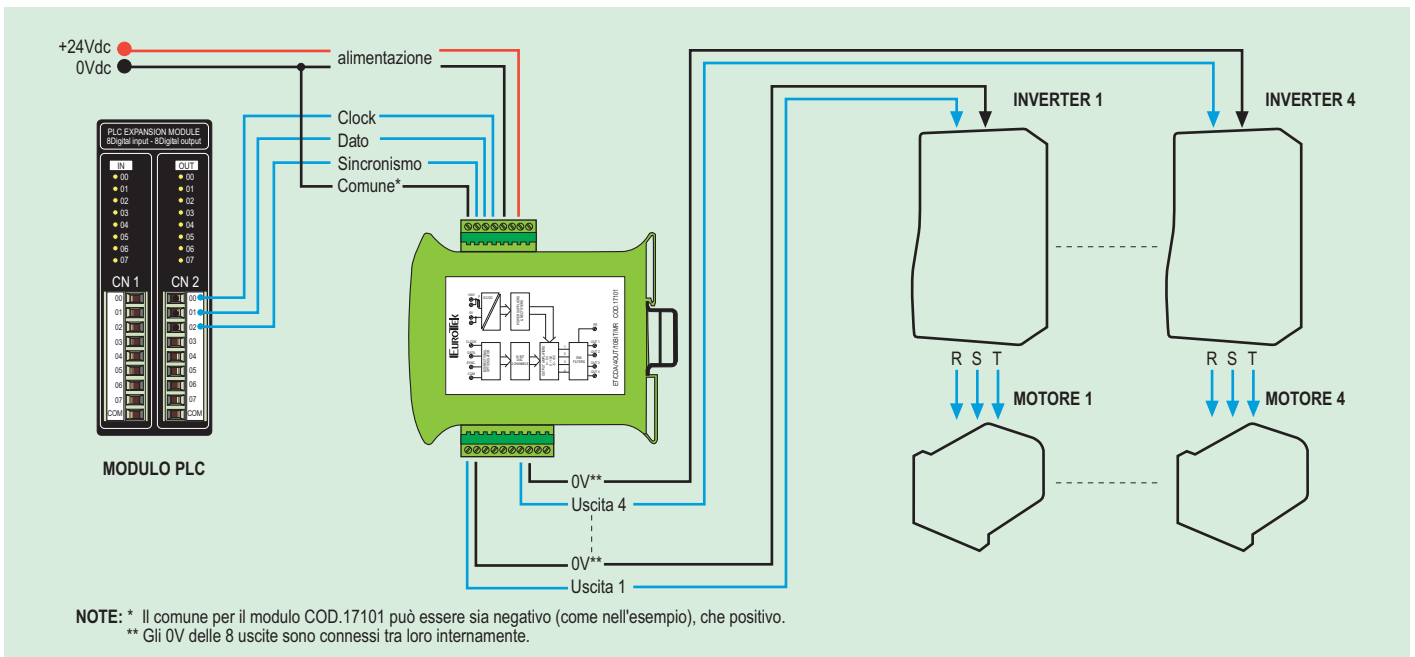 +24Vdc
0Vdc
alimentazione
Clock
Dato
Sincronismo
Comune*
PLC EXPANSION MODULE
8Digital input - 8Digital output
IN
OUT
00
00
01
01
02
02
03
03
04
04
05
05
06
06
07
07
CN 1
CN 2
00
00
01
01
02
02
03
03
04
04
05
05
06
06
07
07
COM
COM
MODULO PLC
EUROTEK
ET/CDA/4OUT/10BIT/MR COD.17101
0V**
Uscita 4
0V**
Uscita 1
INVERTER 1
INVERTER 4
R S T
R S T
MOTORE 1
MOTORE 4
NOTE: * Il comune per il modulo COD.17101 può essere sia negativo (come nell'esempio), che positivo.
** Gli 0V delle 8 uscite sono connessi tra loro internamente.